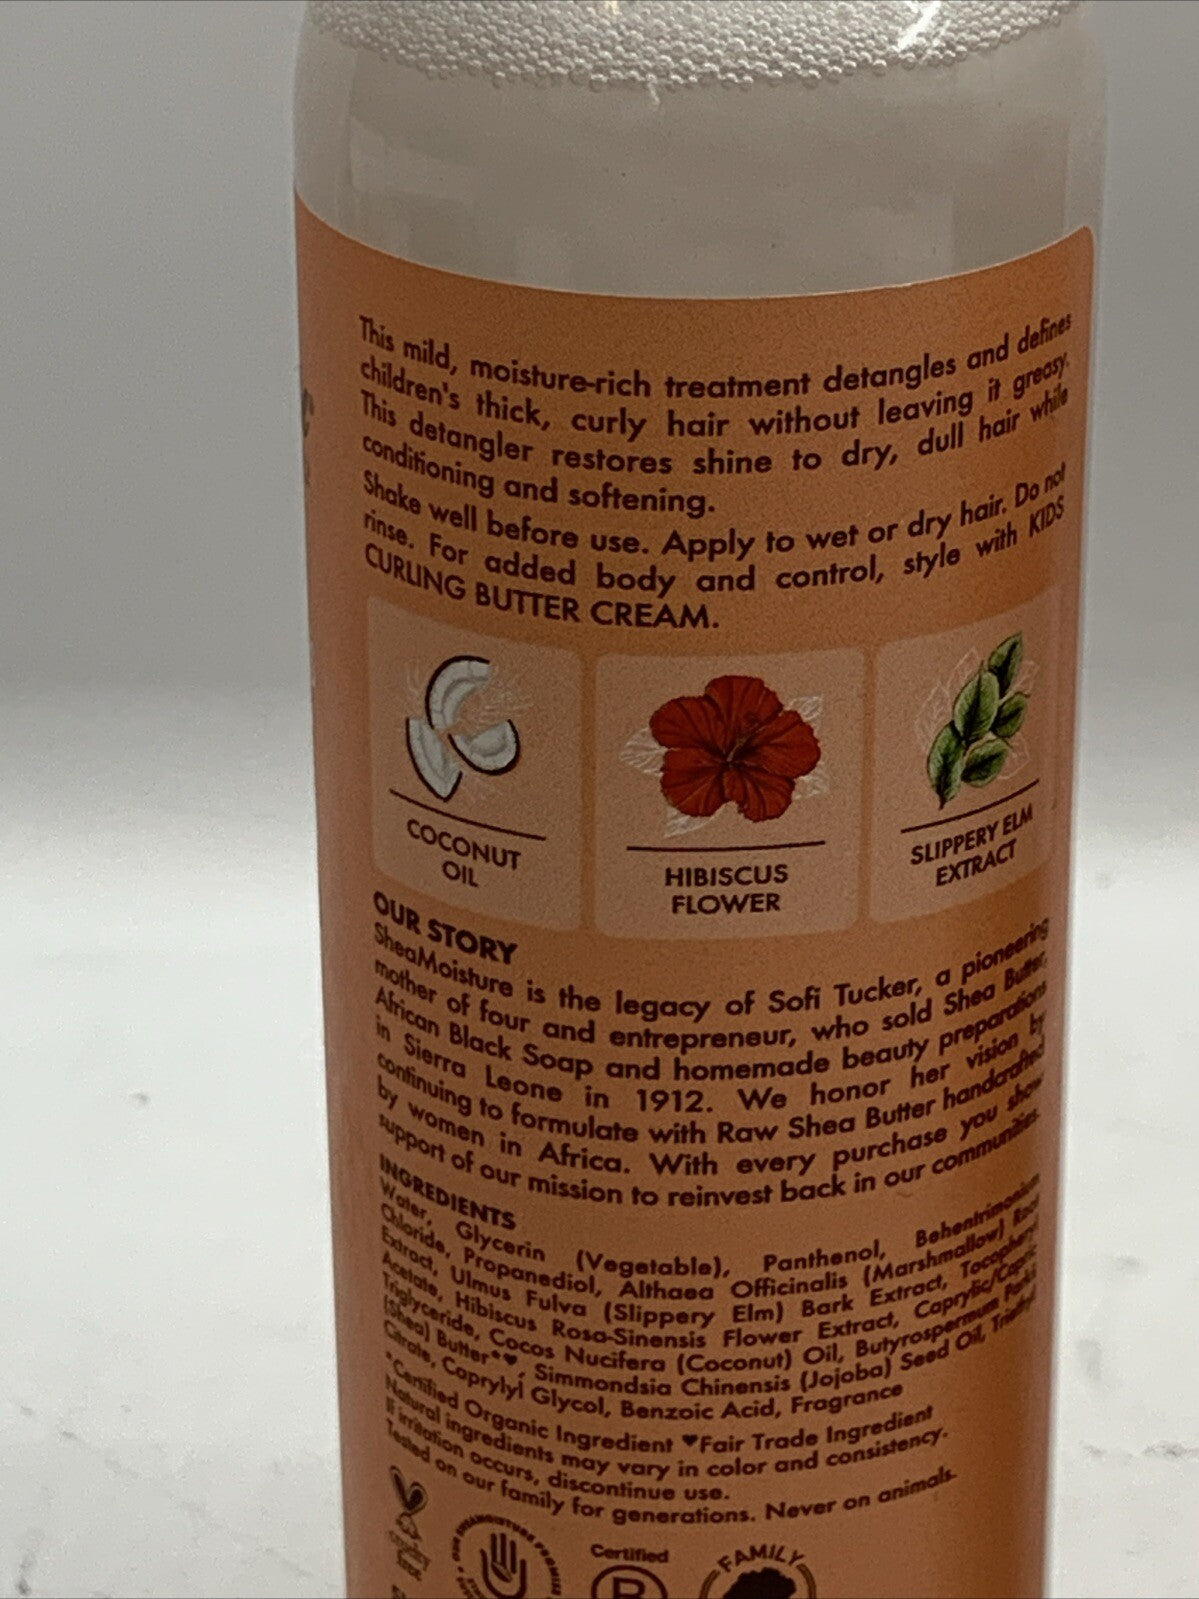 This mild, moisture-rich treatment detangles and defines
children's thick, curly hair without leaving it greasy.
This detangler restores shine to dry, dull hair while
conditioning and softening.
Shake well before use. Apply to wet or dry hair. Do not
rinse. For added body and control, style with KIDS
CURLING BUTTER CREAM.
COCONUT
OIL
HIBISCUS
FLOWER
SLIPPERY ELM
EXTRACT
OUR STORY
SheaMoisture is the legacy of Sofi Tucker, a pioneering
mother of four and entrepreneur, who sold Shea Butter,
African Black Soap and homemade beauty preparations
in Sierra Leone in 1912. We honor her vision by
continuing to formulate with Raw Shea Butter handcrafted
by women in Africa. With every purchase you show
support of our mission to reinvest back in our communities.
INGREDIENTS
Water, Glycerin (Vegetable), Panthenol, Behentrimonium
Chloride, Propanediol, Althaea Officinalis (Marshmallow) Root
Extract, Ulmus Fulva (Slippery Elm) Bark Extract, Tocopheryl
Acetate, Hibiscus Rosa-Sinensis Flower Extract, Caprylic/Capric
Triglyceride, Cocos Nucifera (Coconut) Oil, Butyrospermum Parkii
(Shea) Butter*♥, Simmondsia Chinensis (Jojoba) Seed Oil, Triethyl
Citrate, Caprylyl Glycol, Benzoic Acid, Fragrance
*Certified Organic Ingredient ♥Fair Trade Ingredient
Natural ingredients may vary in color and consistency.
If irritation occurs, discontinue use.
Tested on our family for generations. Never on animals.
Certified
B
FAMILY